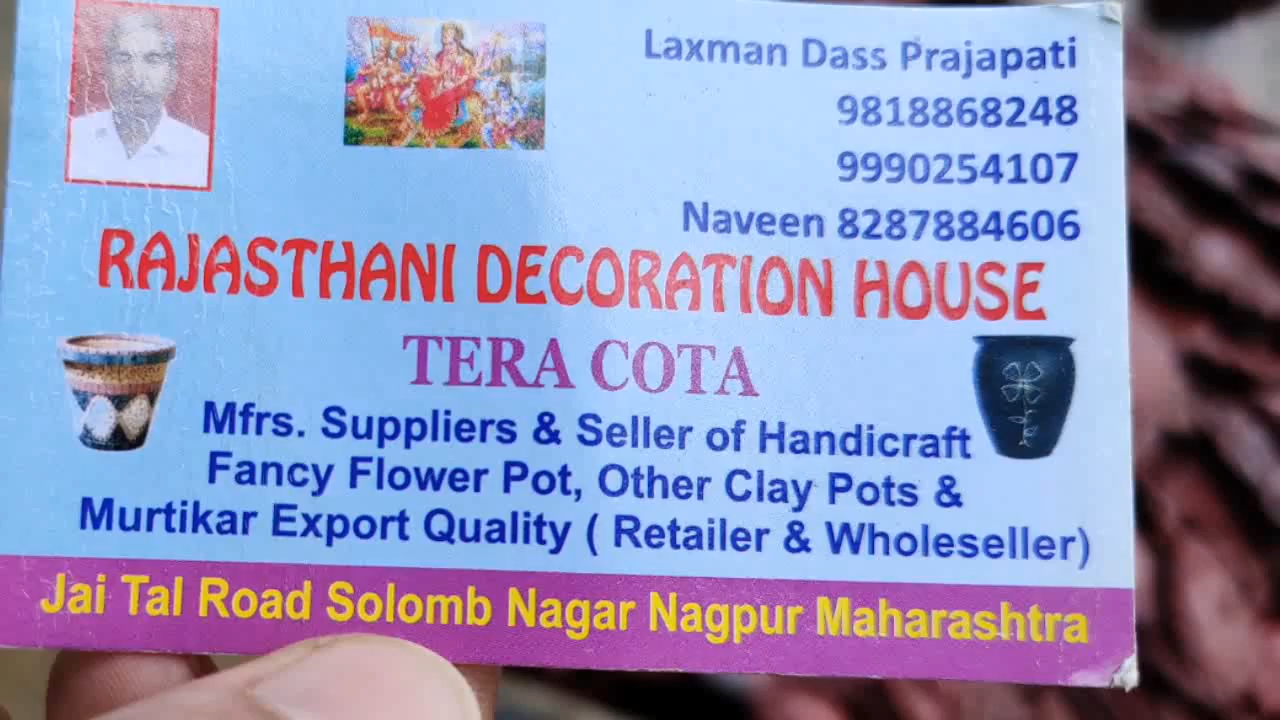 Laxman Dass Prajapati
9818868248
9990254107
Naveen 8287884606
RAJASTHANI DECORATION HOUSE
TERA COTA
Mfrs. Suppliers & Seller of Handicraft
Fancy Flower Pot, Other Clay Pots &
Murtikar Export Quality ( Retailer & Wholeseller)
Jai Tal Road Solomb Nagar Nagpur Maharashtra